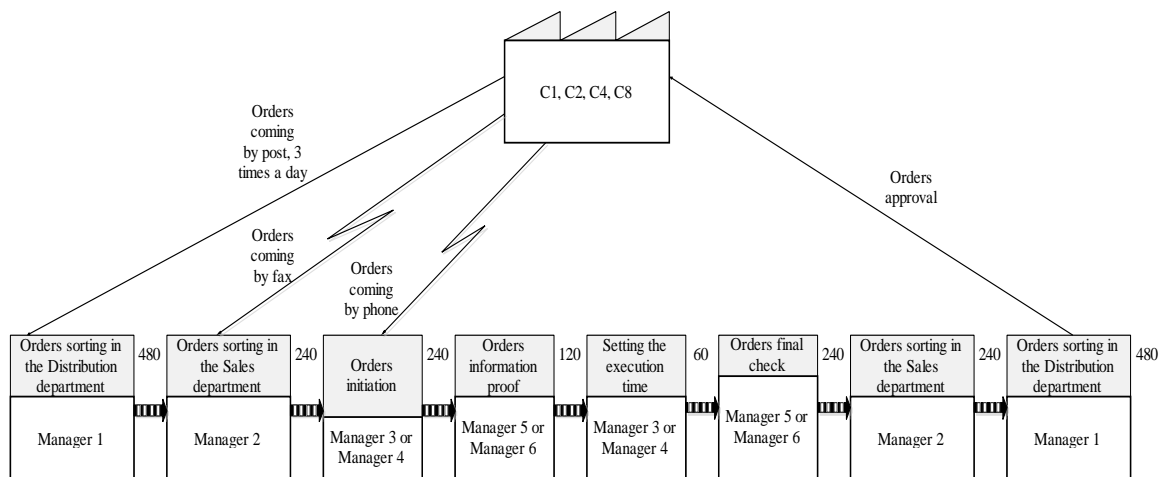 C1, C2, C4, C8
Orders
coming
by post, 3
times a day
Orders
coming
by fax
Orders
coming
by phone
Orders
approval
Orders sorting in
the Distribution
department
480
Manager 1
Orders sorting in
the Sales
department
240
Manager 2
Orders
initiation
240
Manager 3 or
Manager 4
Orders
information
proof
120
Manager 5 or
Manager 6
Setting the
execution
time
60
Manager 3 or
Manager 4
Orders final
check
240
Manager 5 or
Manager 6
Orders sorting in
the Sales
department
240
Manager 2
Orders sorting in
the Distribution
department
480
Manager 1